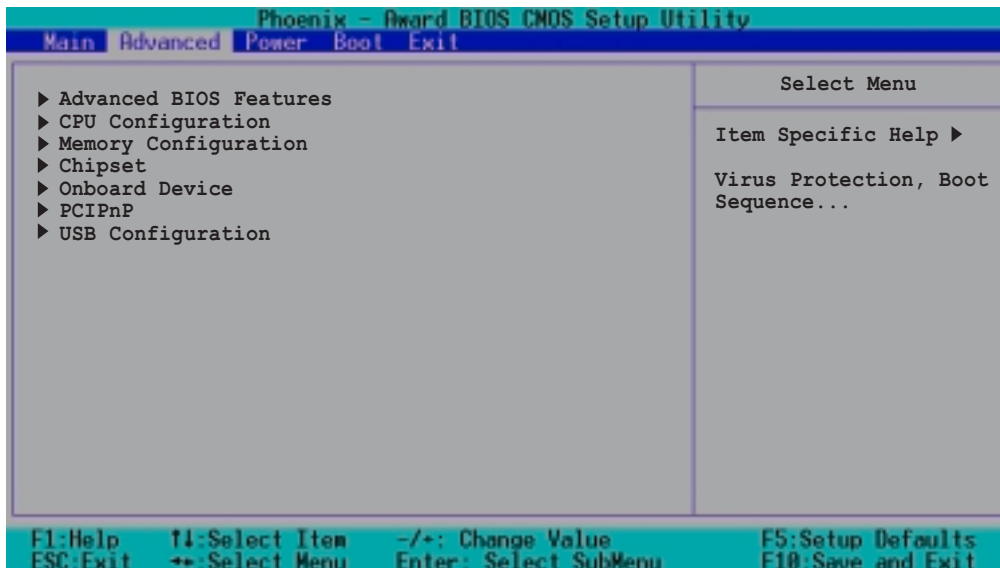 Phoenix - Award BIOS CMOS Setup Utility
Main Advanced Power Boot Exit
▶ Advanced BIOS Features
▶ CPU Configuration
▶ Memory Configuration
▶ Chipset
▶ Onboard Device
▶ PCIPnP
▶ USB Configuration
Select Menu
Item Specific Help ▶
Virus Protection, Boot
Sequence...
F1:Help ↑↓:Select Item -/+: Change Value F5:Setup Defaults
ESC:Exit →←:Select Menu Enter: Select SubMenu F10:Save and Exit